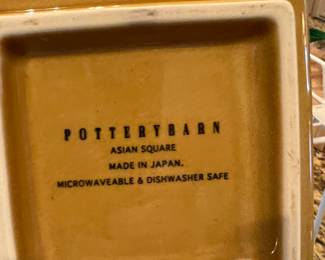 POTTERYBARN
ASIAN SQUARE
MADE IN JAPAN.
MICROWAVEABLE & DISHWASHER SAFE